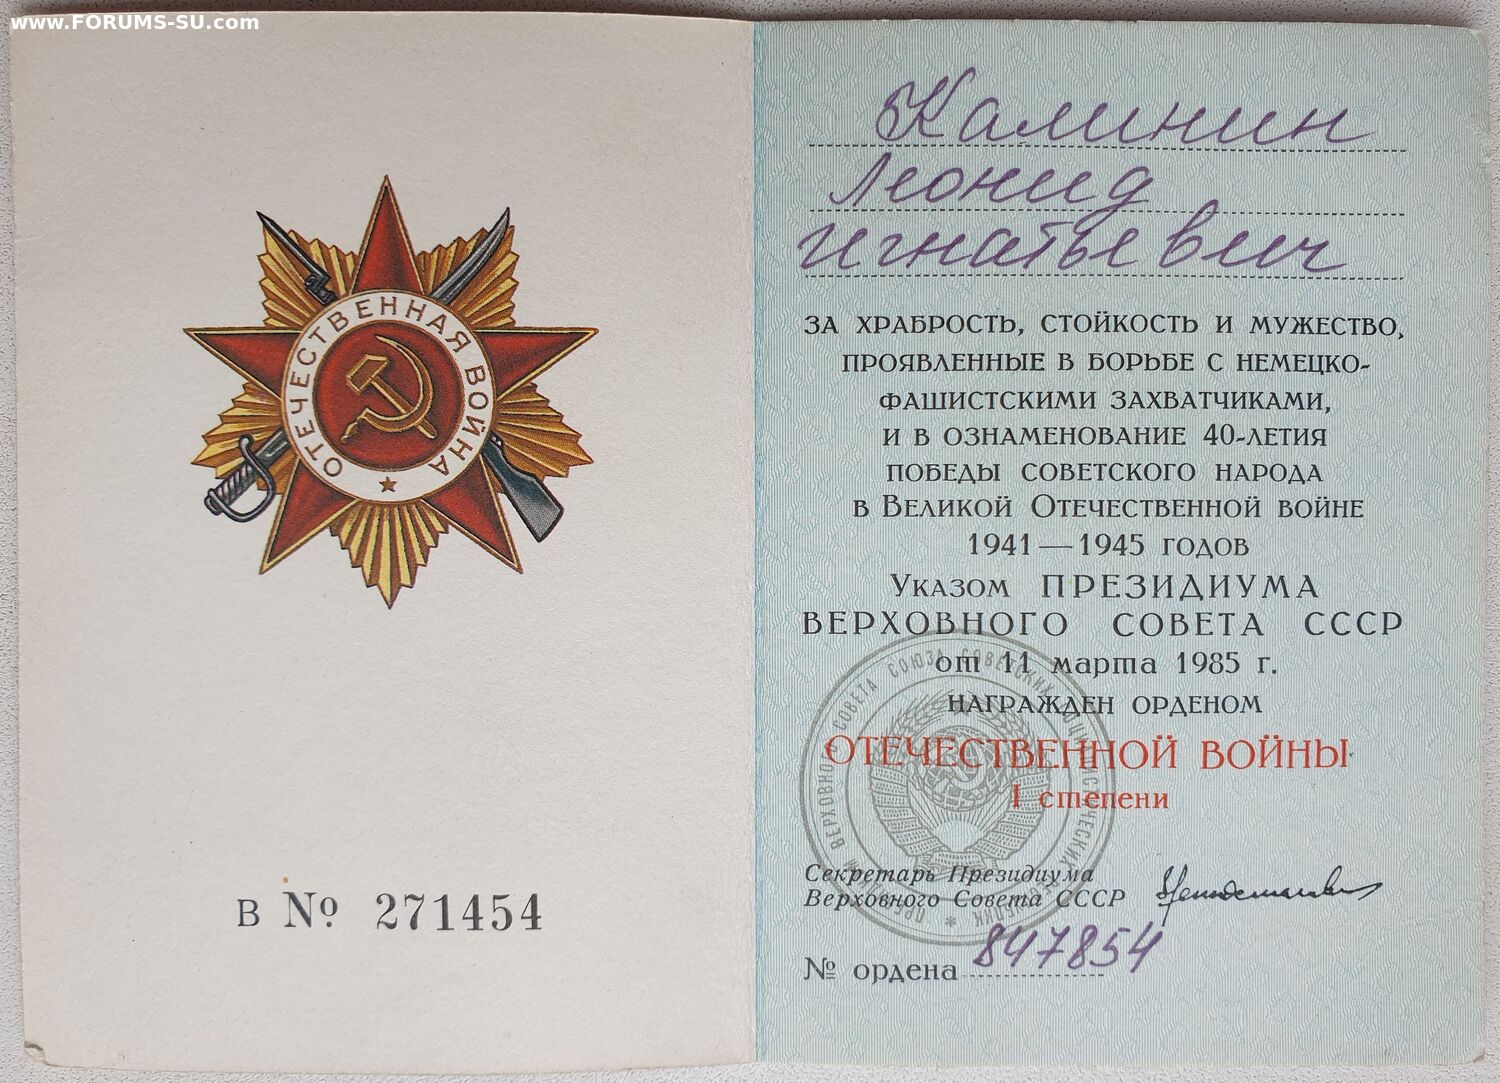 www.FORUMS-SU.com
ОТЕЧЕСТВЕННАЯ ВОЙНА
В № 271454
Калинин
Леонид
Игнатьевич
ЗА ХРАБРОСТЬ, СТОЙКОСТЬ И МУЖЕСТВО,
ПРОЯВЛЕННЫЕ В БОРЬБЕ С НЕМЕЦКО-
ФАШИСТСКИМИ ЗАХВАТЧИКАМИ,
И В ОЗНАМЕНОВАНИЕ 40-ЛЕТИЯ
ПОБЕДЫ СОВЕТСКОГО НАРОДА
В ВЕЛИКОЙ ОТЕЧЕСТВЕННОЙ ВОЙНЕ
1941—1945 ГОДОВ
УКАЗОМ ПРЕЗИДИУМА
ВЕРХОВНОГО СОВЕТА СССР
от 11 марта 1985 г.
НАГРАЖДЕН ОРДЕНОМ
ОТЕЧЕСТВЕННОЙ ВОЙНЫ
I степени
Секретарь Президиума
Верховного Совета СССР
№ ордена 847854